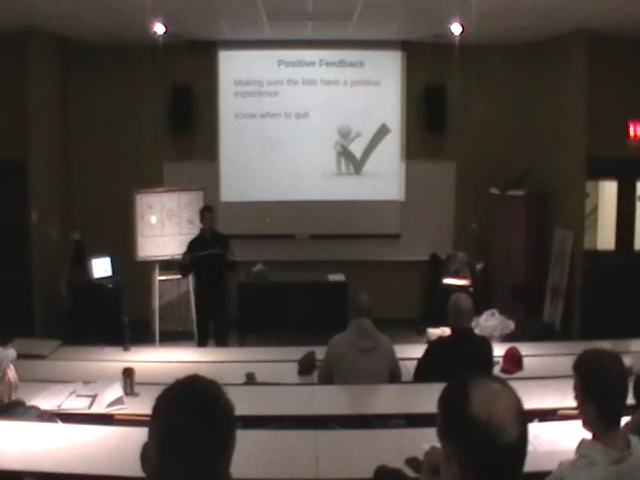 Positive Feedback
Making sure the kids have a positive
experience
Know when to quit